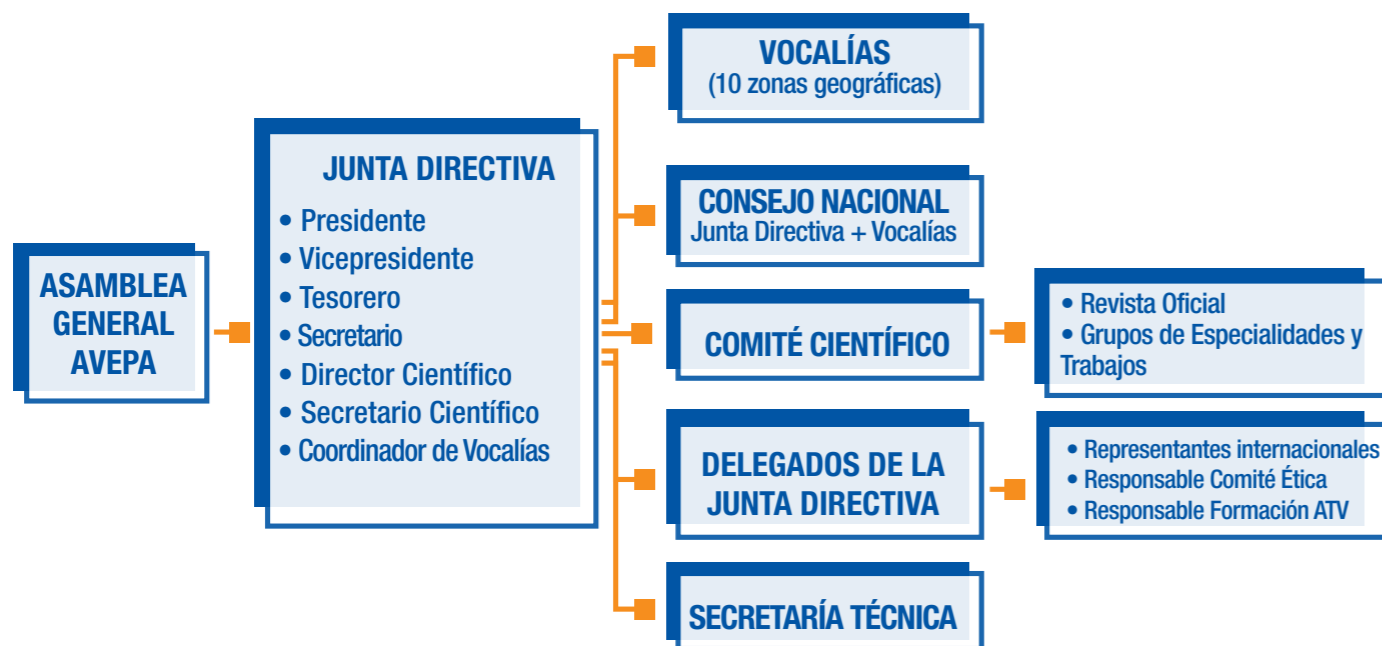 ASAMBLEA
GENERAL
AVEPA
JUNTA DIRECTIVA
• Presidente
• Vicepresidente
• Tesorero
• Secretario
• Director Científico
• Secretario Científico
• Coordinador de Vocalías
VOCALÍAS
(10 zonas geográficas)
CONSEJO NACIONAL
Junta Directiva + Vocalías
COMITÉ CIENTÍFICO
• Revista Oficial
• Grupos de Especialidades y
Trabajos
DELEGADOS DE LA
JUNTA DIRECTIVA
• Representantes internacionales
• Responsable Comité Ética
• Responsable Formación ATV
SECRETARÍA TÉCNICA